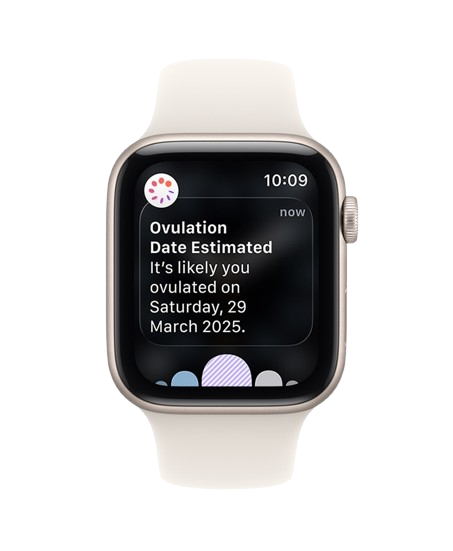 10:09
now
Ovulation
Date Estimated
It's likely you
ovulated on
Saturday, 29
March 2025.